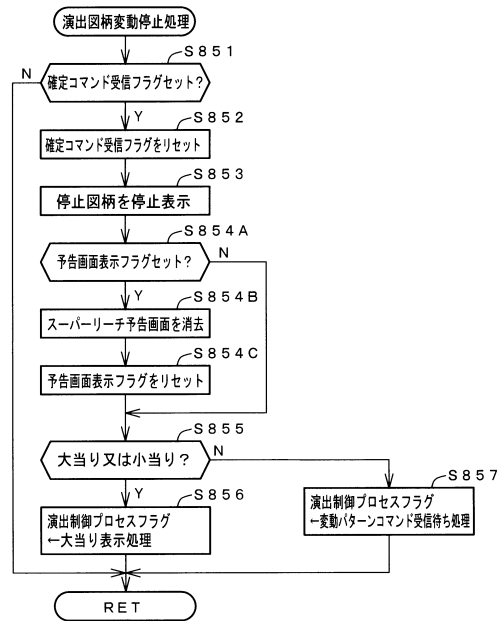 演出図柄変動停止処理
S851
N
確定コマンド受信フラグセット?
Y
S852
確定コマンド受信フラグをリセット
S853
停止図柄を停止表示
S854A
N
予告画面表示フラグセット?
Y
S854B
スーパーリーチ予告画面を消去
S854C
予告画面表示フラグをリセット
S855
N
大当り又は小当り?
Y
S856
演出制御プロセスフラグ
←大当り表示処理
S857
演出制御プロセスフラグ
←変動パターンコマンド受信待ち処理
RET